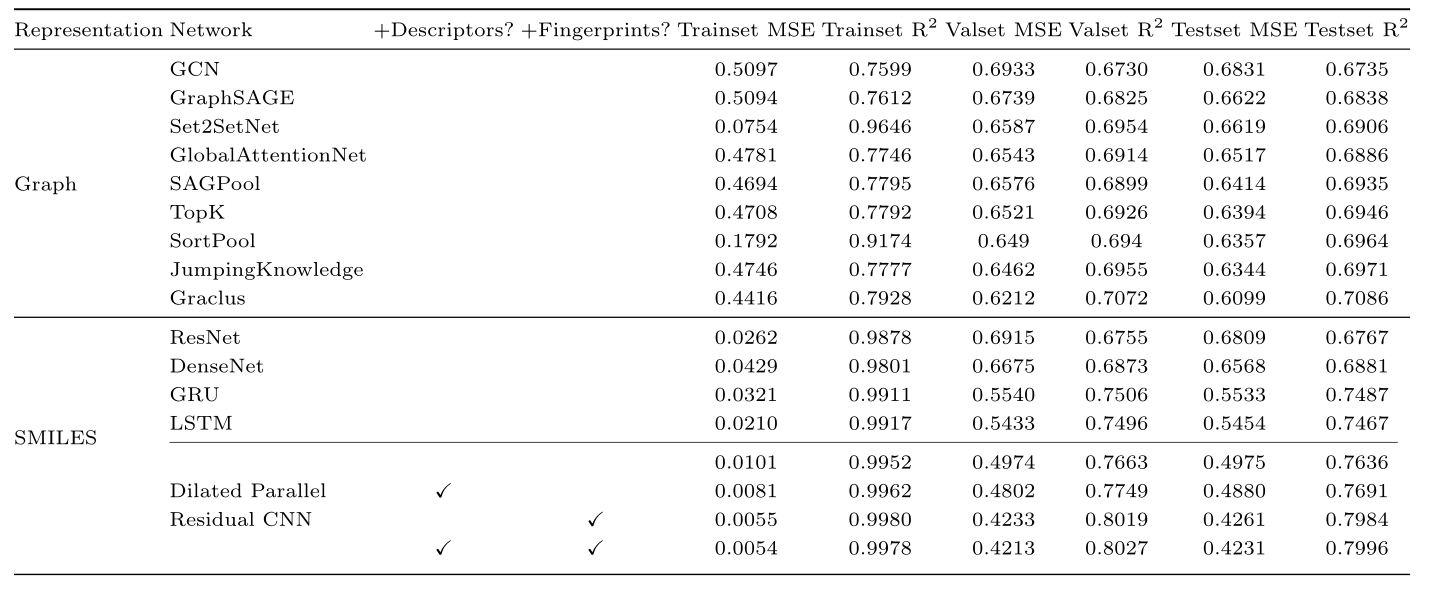 Representation Network +Descriptors? +Fingerprints? Trainset MSE Trainset R² Valset MSE Valset R² Testset MSE Testset R²
GCN 0.5097 0.7599 0.6933 0.6730 0.6831 0.6735
GraphSAGE 0.5094 0.7612 0.6739 0.6825 0.6622 0.6838
Set2SetNet 0.0754 0.9646 0.6587 0.6954 0.6619 0.6906
GlobalAttentionNet 0.4781 0.7746 0.6543 0.6914 0.6517 0.6886
Graph SAGPool 0.4694 0.7795 0.6576 0.6899 0.6414 0.6935
TopK 0.4708 0.7792 0.6521 0.6926 0.6394 0.6946
SortPool 0.1792 0.9174 0.649 0.694 0.6357 0.6964
JumpingKnowledge 0.4746 0.7777 0.6462 0.6955 0.6344 0.6971
Graclus 0.4416 0.7928 0.6212 0.7072 0.6099 0.7086
ResNet 0.0262 0.9878 0.6915 0.6755 0.6809 0.6767
DenseNet 0.0429 0.9801 0.6675 0.6873 0.6568 0.6881
GRU 0.0321 0.9911 0.5540 0.7506 0.5533 0.7487
LSTM 0.0210 0.9917 0.5433 0.7496 0.5454 0.7467
SMILES
0.0101 0.9952 0.4974 0.7663 0.4975 0.7636
Dilated Parallel ✓ 0.0081 0.9962 0.4802 0.7749 0.4880 0.7691
Residual CNN ✓ 0.0055 0.9980 0.4233 0.8019 0.4261 0.7984
✓ ✓ 0.0054 0.9978 0.4213 0.8027 0.4231 0.7996